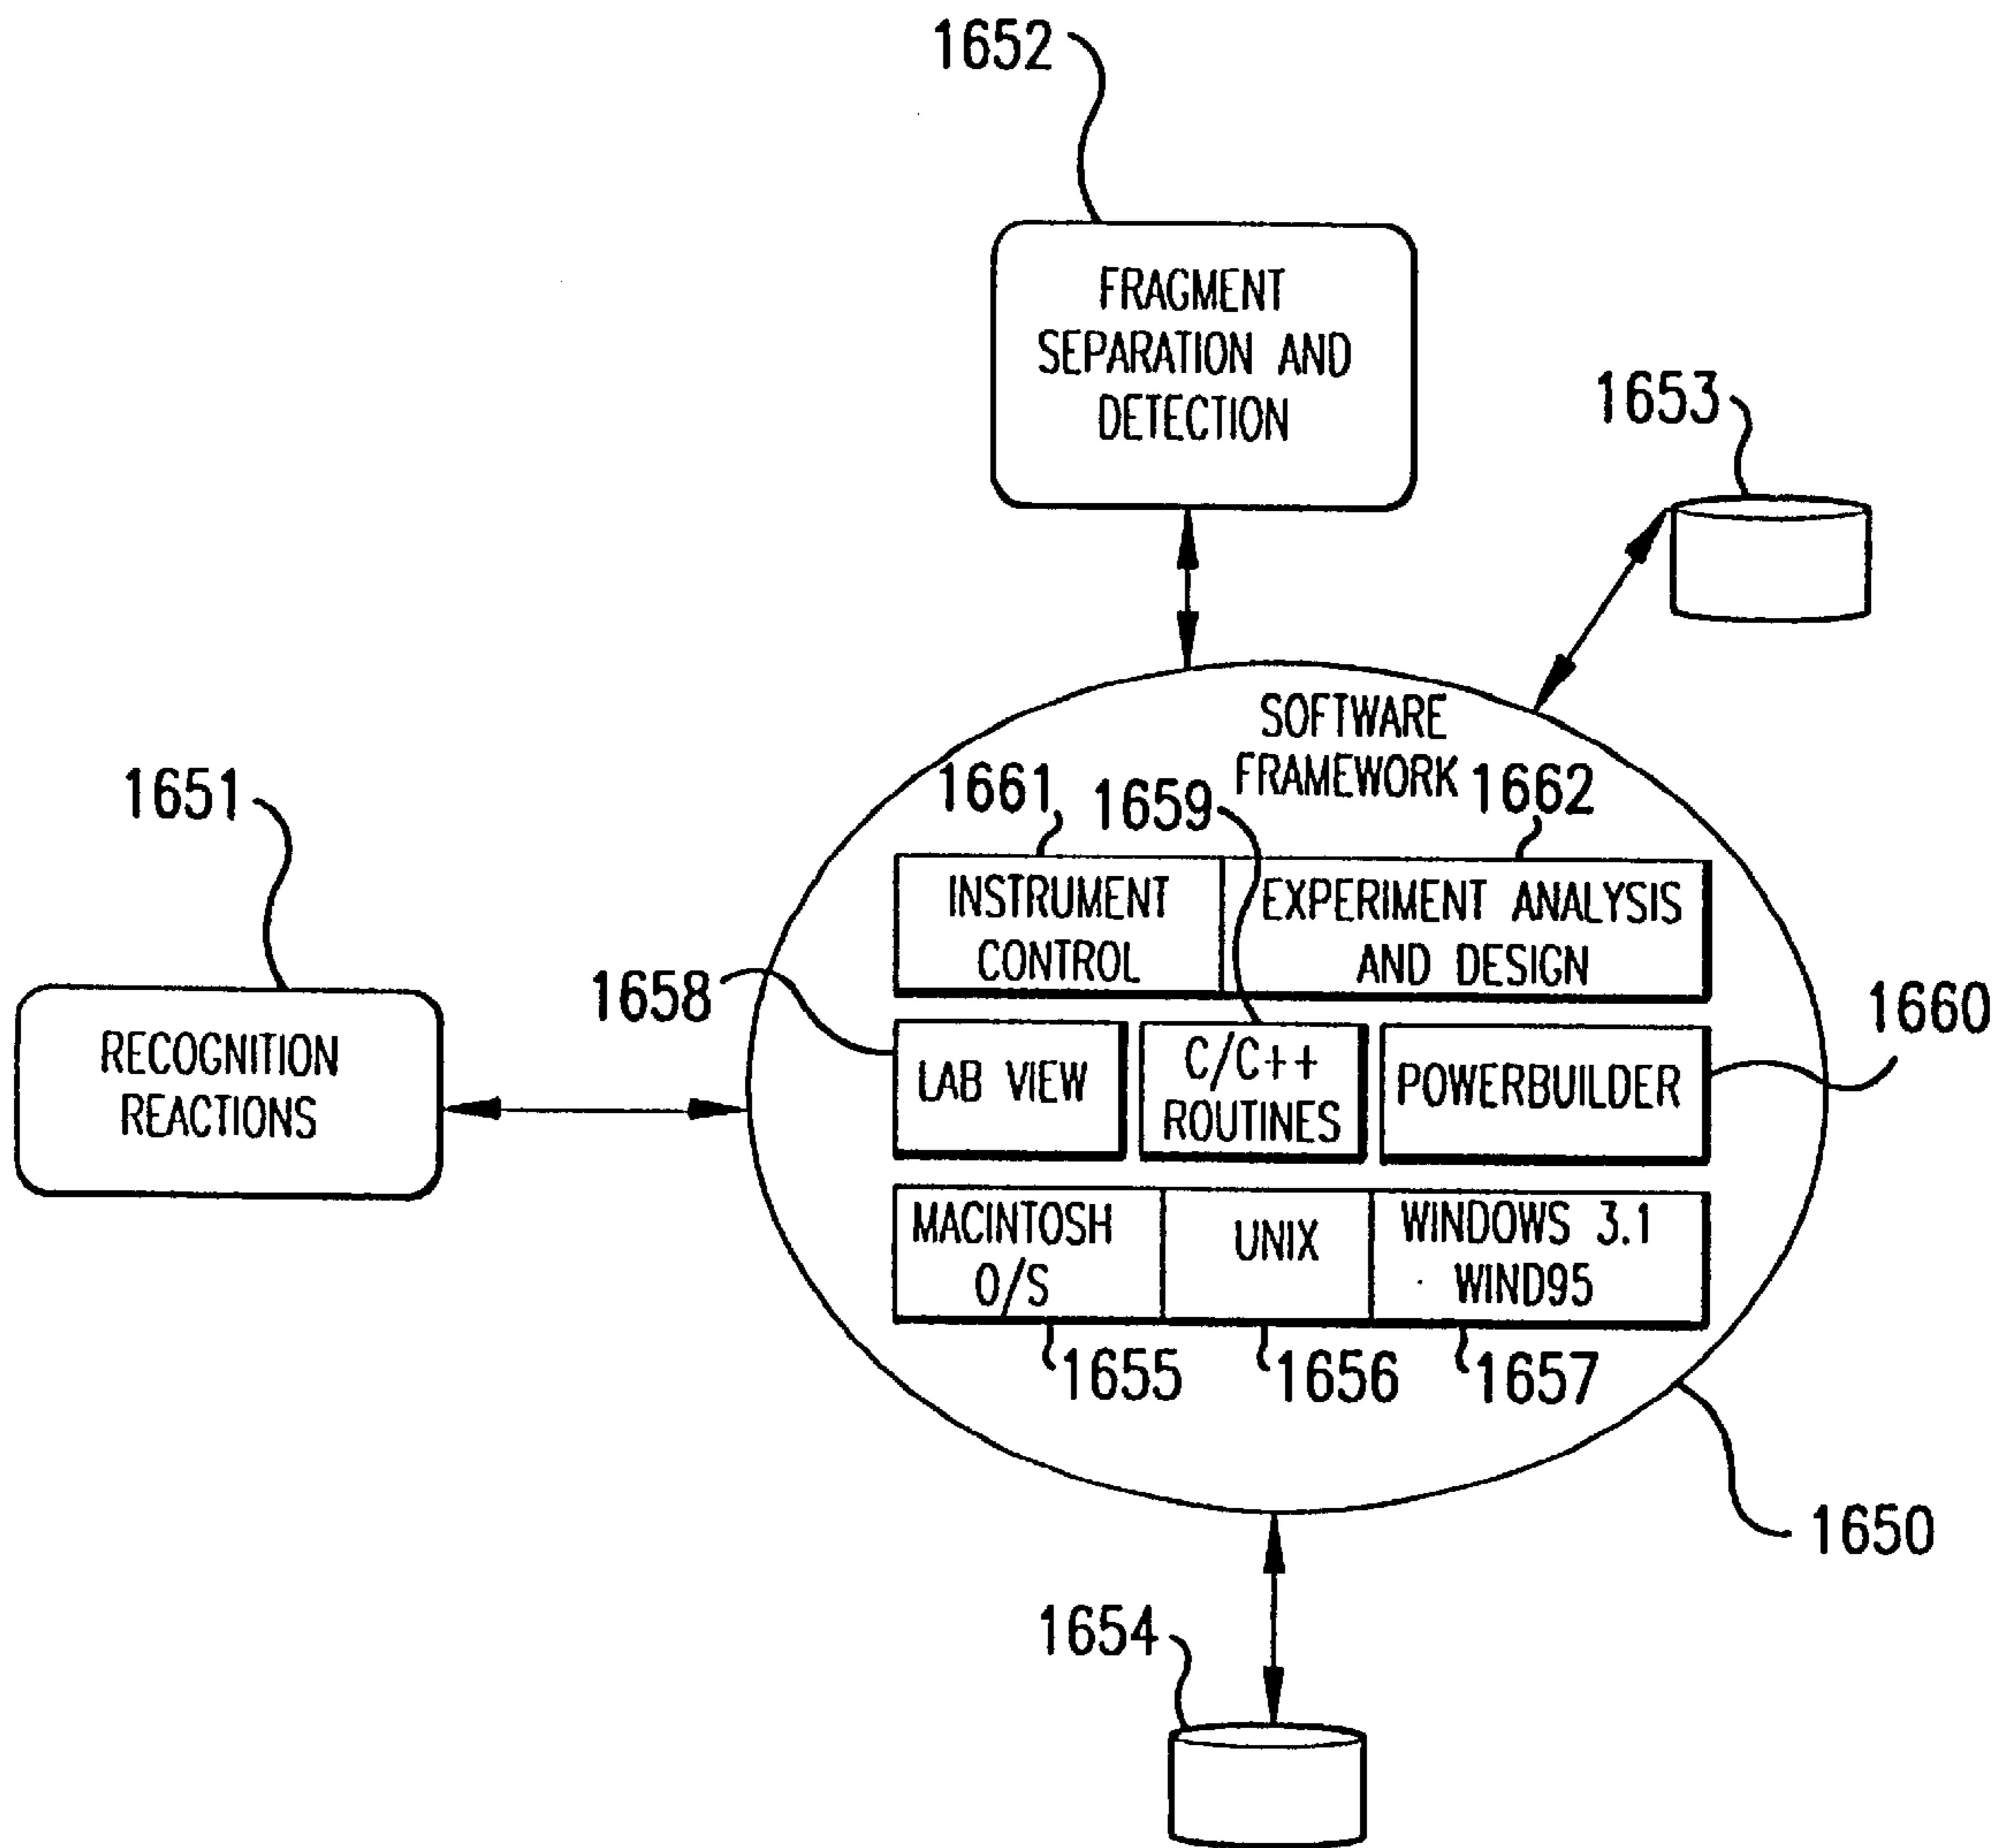 1652
FRAGMENT
SEPARATION AND
DETECTION
1653
SOFTWARE
FRAMEWORK
1651
1661
1659
1662
INSTRUMENT
CONTROL
EXPERIMENT ANALYSIS
AND DESIGN
1658
1660
RECOGNITION
REACTIONS
LAB VIEW
C/C++
ROUTINES
POWERBUILDER
MACINTOSH
O/S
UNIX
WINDOWS 3.1
WIND95
1655
1656
1657
1650
1654